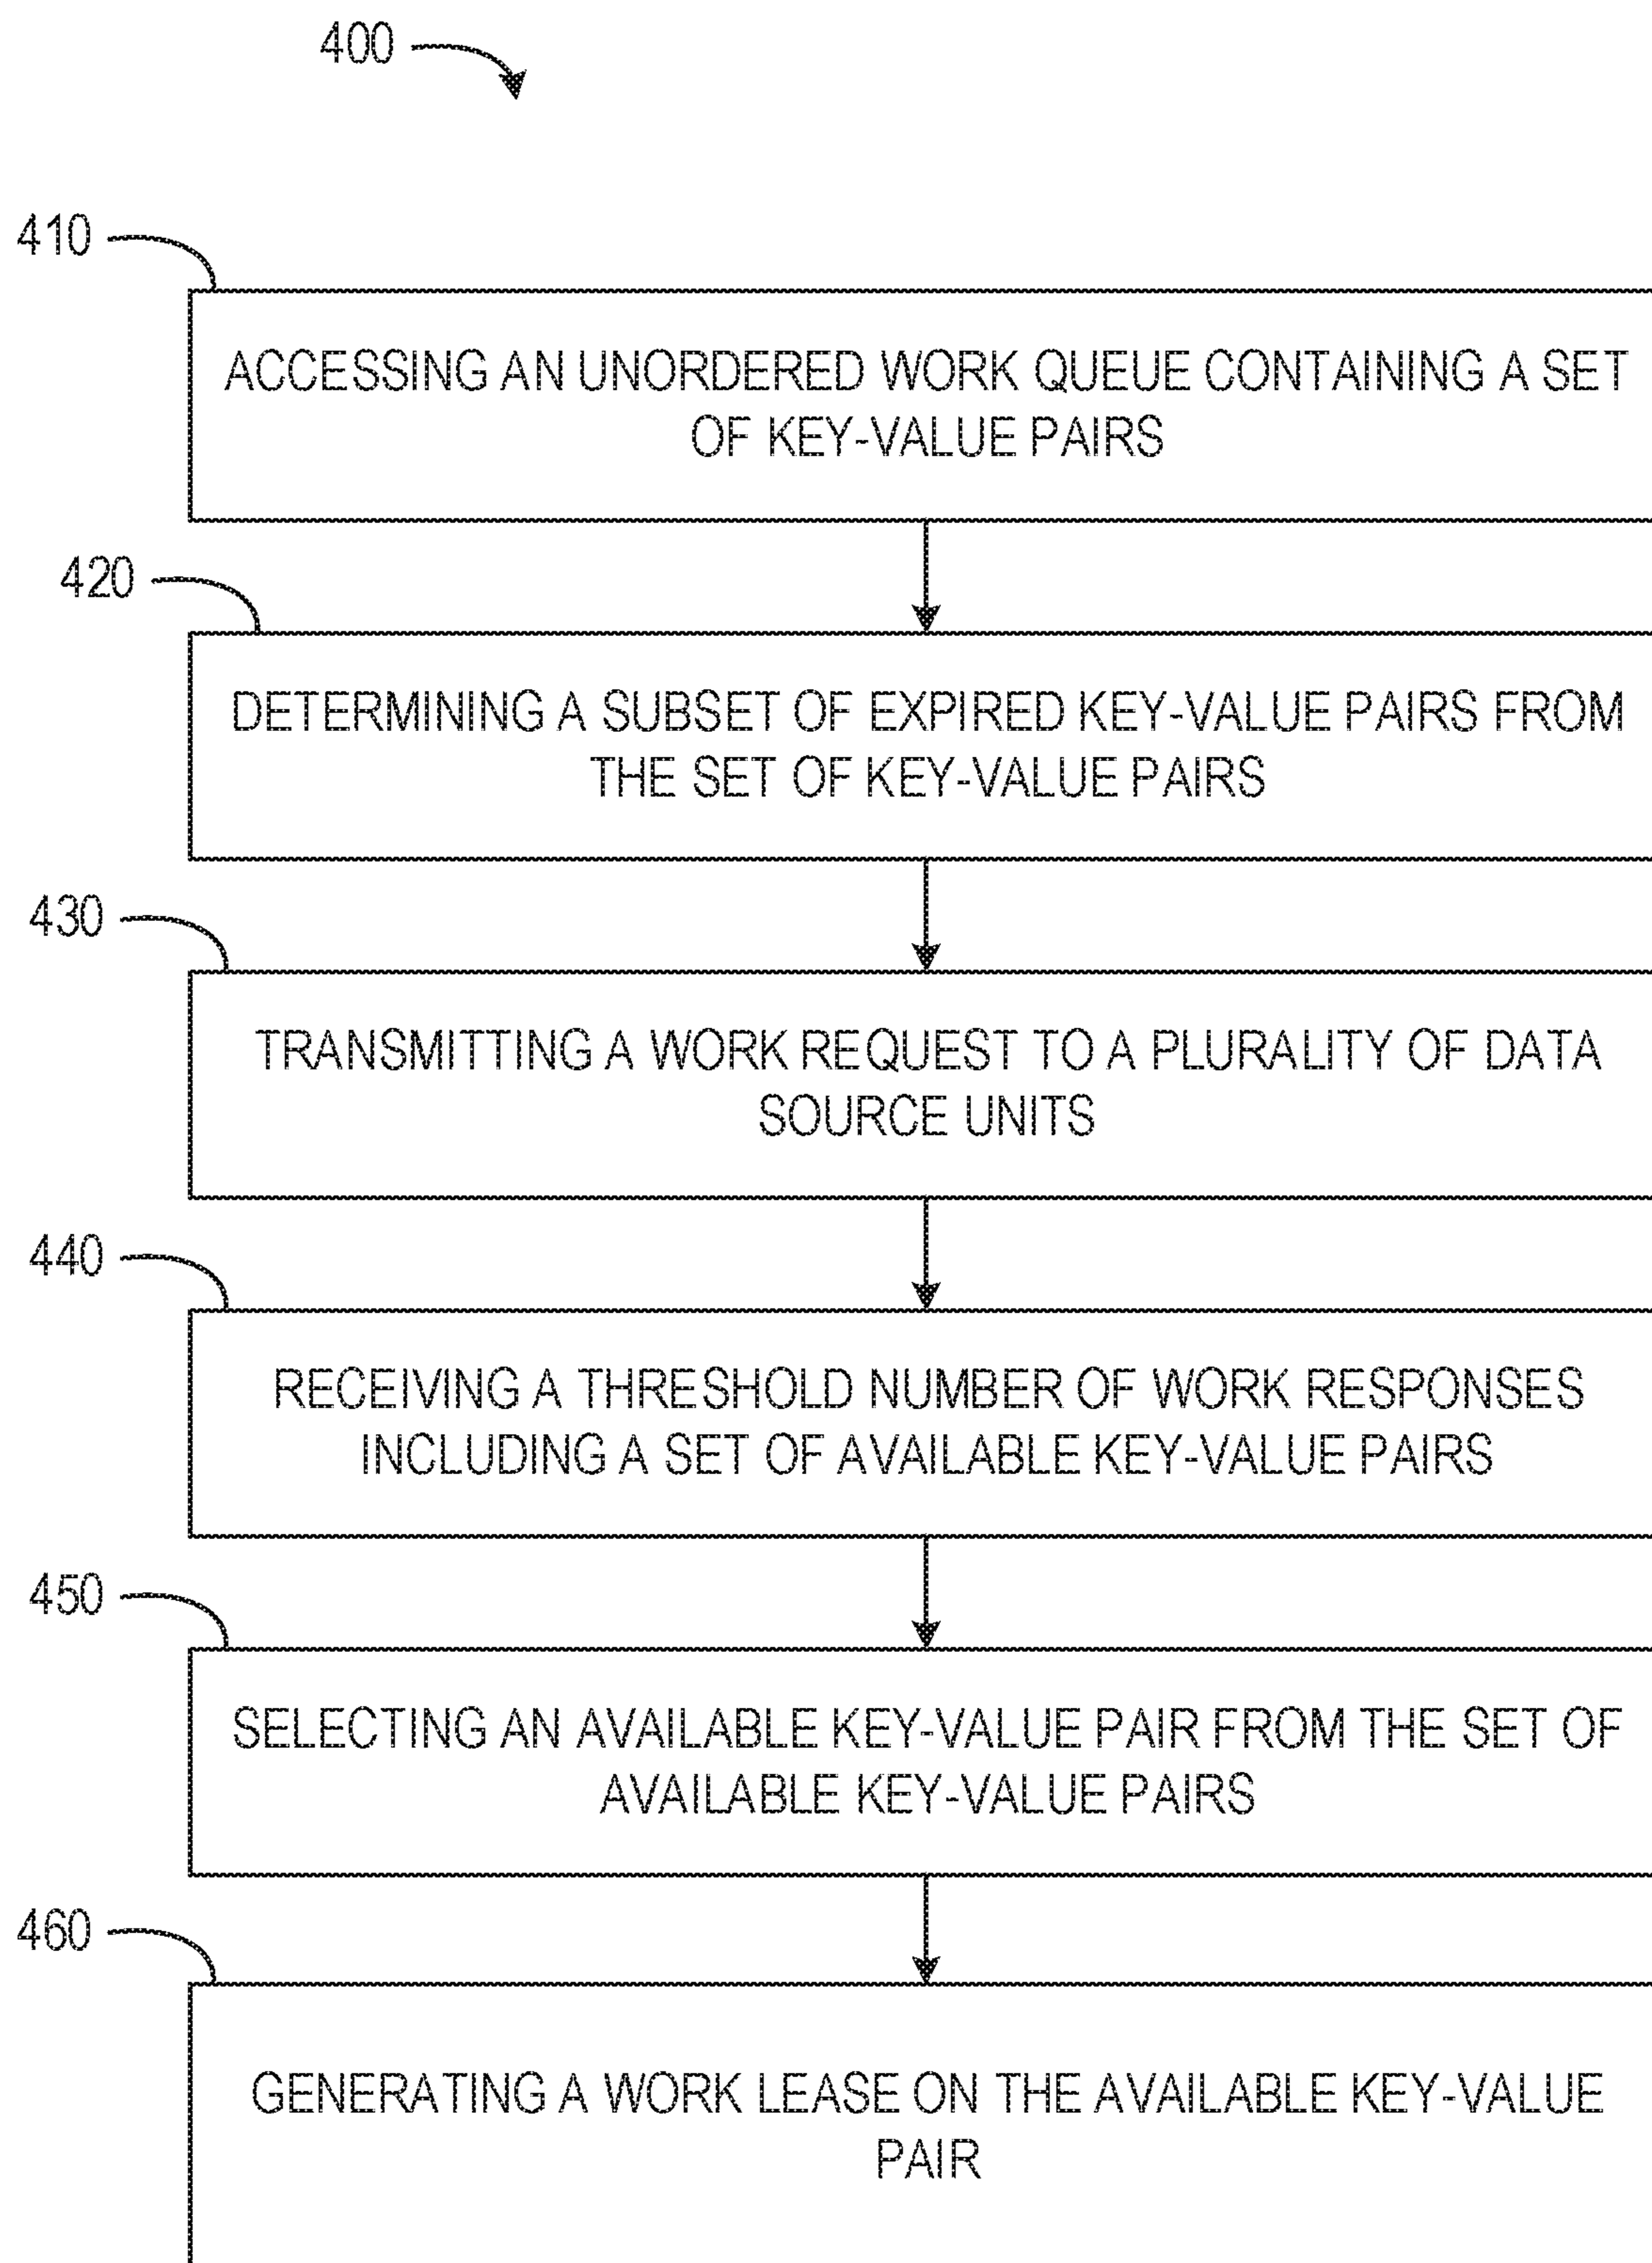 400
410
ACCESSING AN UNORDERED WORK QUEUE CONTAINING A SET
OF KEY-VALUE PAIRS
420
DETERMINING A SUBSET OF EXPIRED KEY-VALUE PAIRS FROM
THE SET OF KEY-VALUE PAIRS
430
TRANSMITTING A WORK REQUEST TO A PLURALITY OF DATA
SOURCE UNITS
440
RECEIVING A THRESHOLD NUMBER OF WORK RESPONSES
INCLUDING A SET OF AVAILABLE KEY-VALUE PAIRS
450
SELECTING AN AVAILABLE KEY-VALUE PAIR FROM THE SET OF
AVAILABLE KEY-VALUE PAIRS
460
GENERATING A WORK LEASE ON THE AVAILABLE KEY-VALUE
PAIR